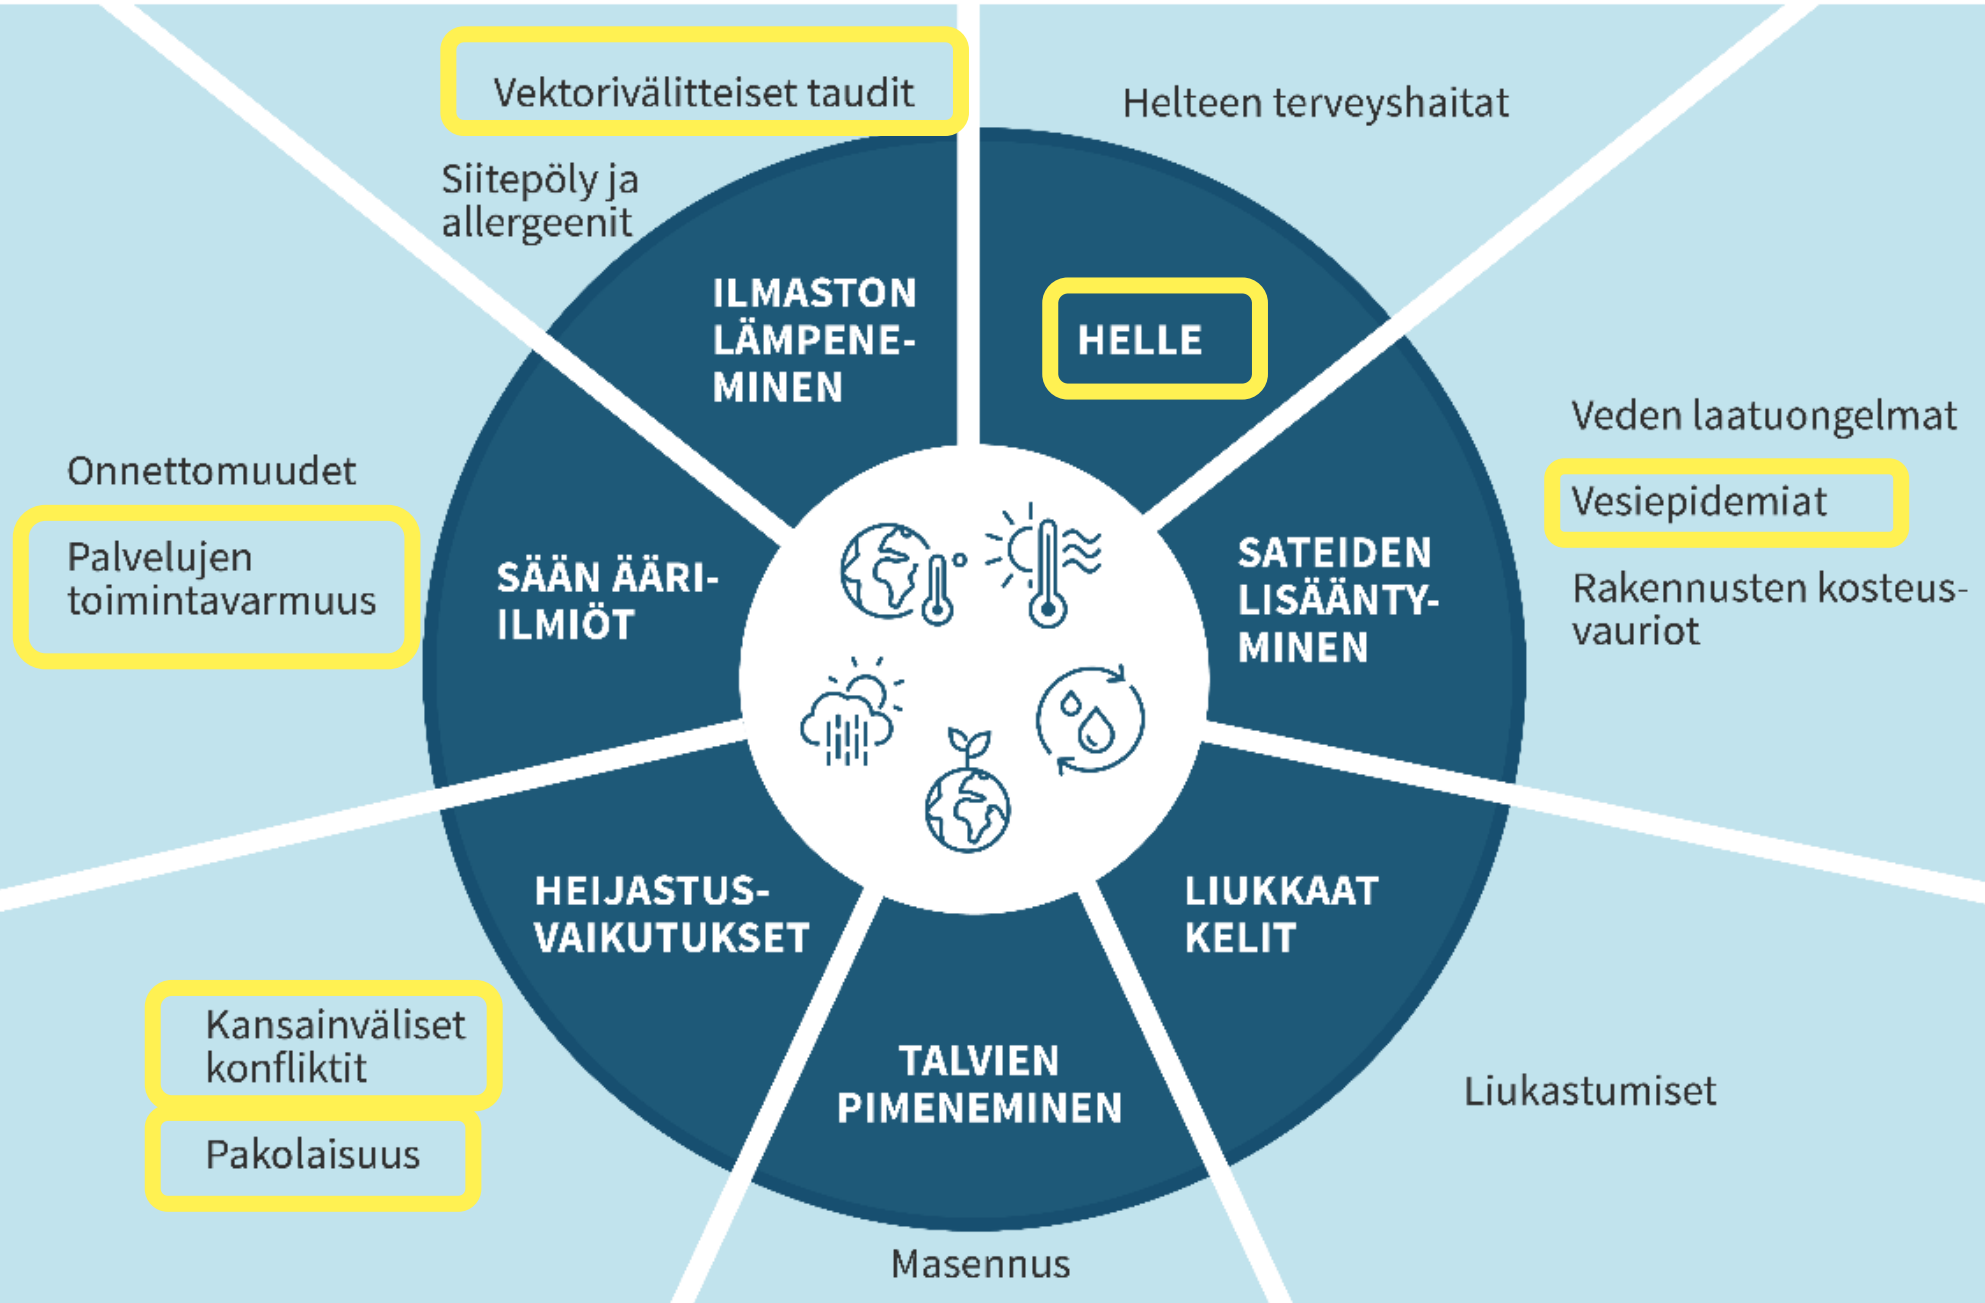 Vektorivälitteiset taudit
Siitepöly ja
allergeenit
ILMASTON
LÄMPENE-
MINEN
Helteen terveyshaitat
HELLE
Veden laatuongelmat
Vesiepidemiat
Rakennusten kosteus-
vauriot
SATEIDEN
LISÄÄNTY-
MINEN
LIUKKAAT
KELIT
Liukastumiset
TALVIEN
PIMENEMINEN
Masennus
HEIJASTUS-
VAIKUTUKSET
Kansainväliset
konfliktit
Pakolaisuus
SÄÄN ÄÄRI-
ILMIÖT
Onnettomuudet
Palvelujen
toimintavarmuus